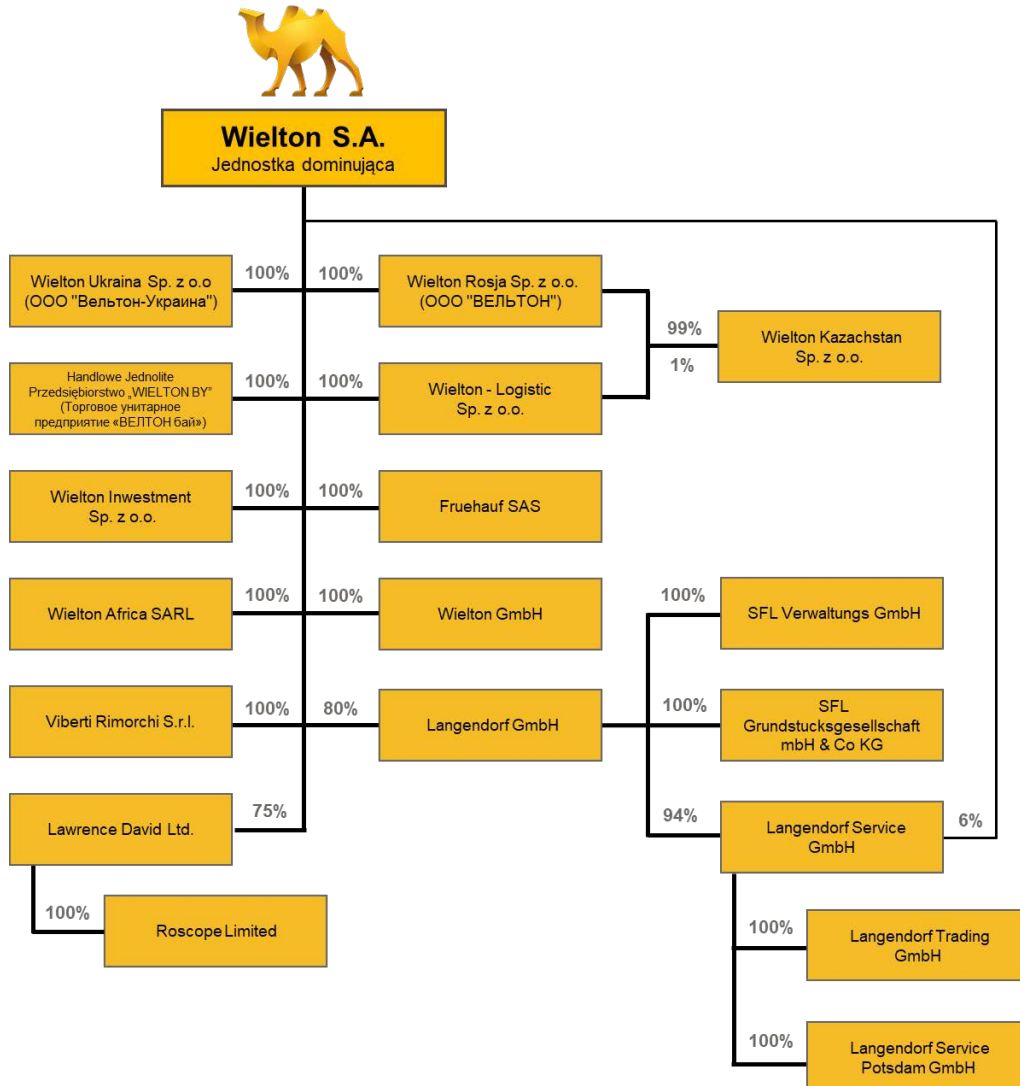 Wielton S.A.
Jednostka dominująca
Wielton Ukraina Sp. z o.o
(ООО "Вельтон-Украина")
100%
100%
Wielton Rosja Sp. z o.o.
(ООО "ВЕЛЬТОН")
99%
1%
Wielton Kazachstan
Sp. z o.o.
Handlowe Jednolite
Przedsiębiorstwo „WIELTON BY”
(Торговое унитарное
предприятие «ВЕЛТОН бай»)
100%
100%
Wielton - Logistic
Sp. z o.o.
Wielton Inwestment
Sp. z o.o.
100%
100%
Fruehauf SAS
Wielton Africa SARL
100%
100%
Wielton GmbH
100%
SFL Verwaltungs GmbH
Viberti Rimorchi S.r.l.
100%
80%
Langendorf GmbH
100%
SFL
Grundstucksgesellschaft
mbH & Co KG
Lawrence David Ltd.
75%
94%
Langendorf Service
GmbH
6%
100%
Roscope Limited
100%
Langendorf Trading
GmbH
100%
Langendorf Service
Potsdam GmbH